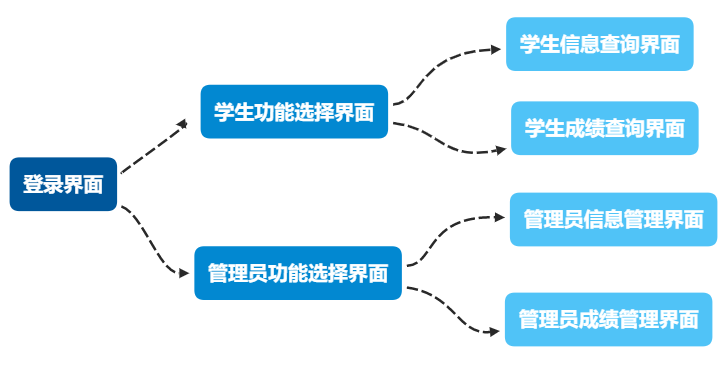 登录界面
学生功能选择界面
学生信息查询界面
学生成绩查询界面
管理员功能选择界面
管理员信息管理界面
管理员成绩管理界面